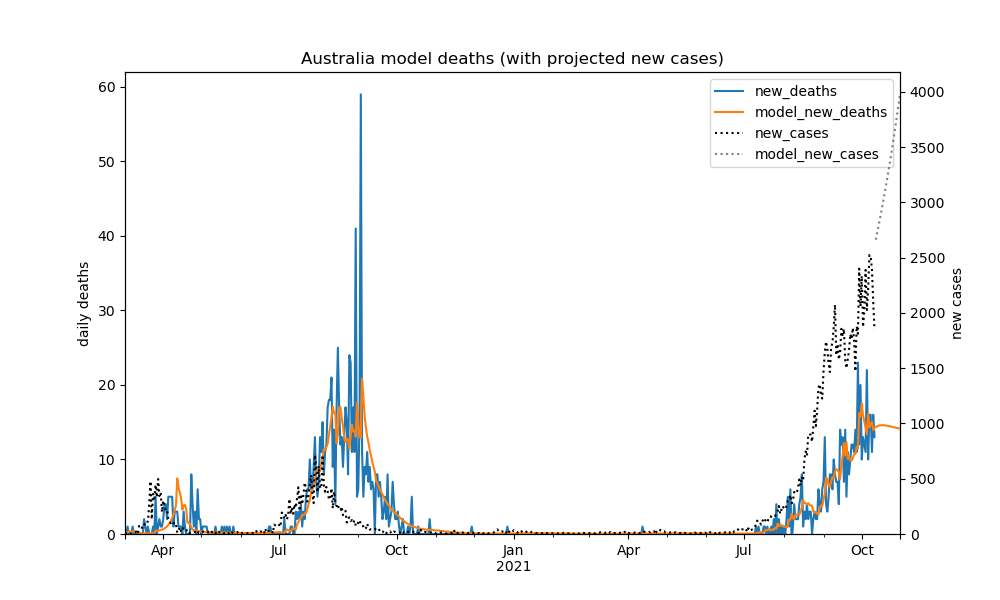 Australia model deaths (with projected new cases)
new_deaths
model_new_deaths
new_cases
model_new_cases
daily deaths
60
50
40
30
20
10
0
new cases
4000
3500
3000
2500
2000
1500
1000
500
0
Apr Jul Oct Jan Apr Jul Oct
2021